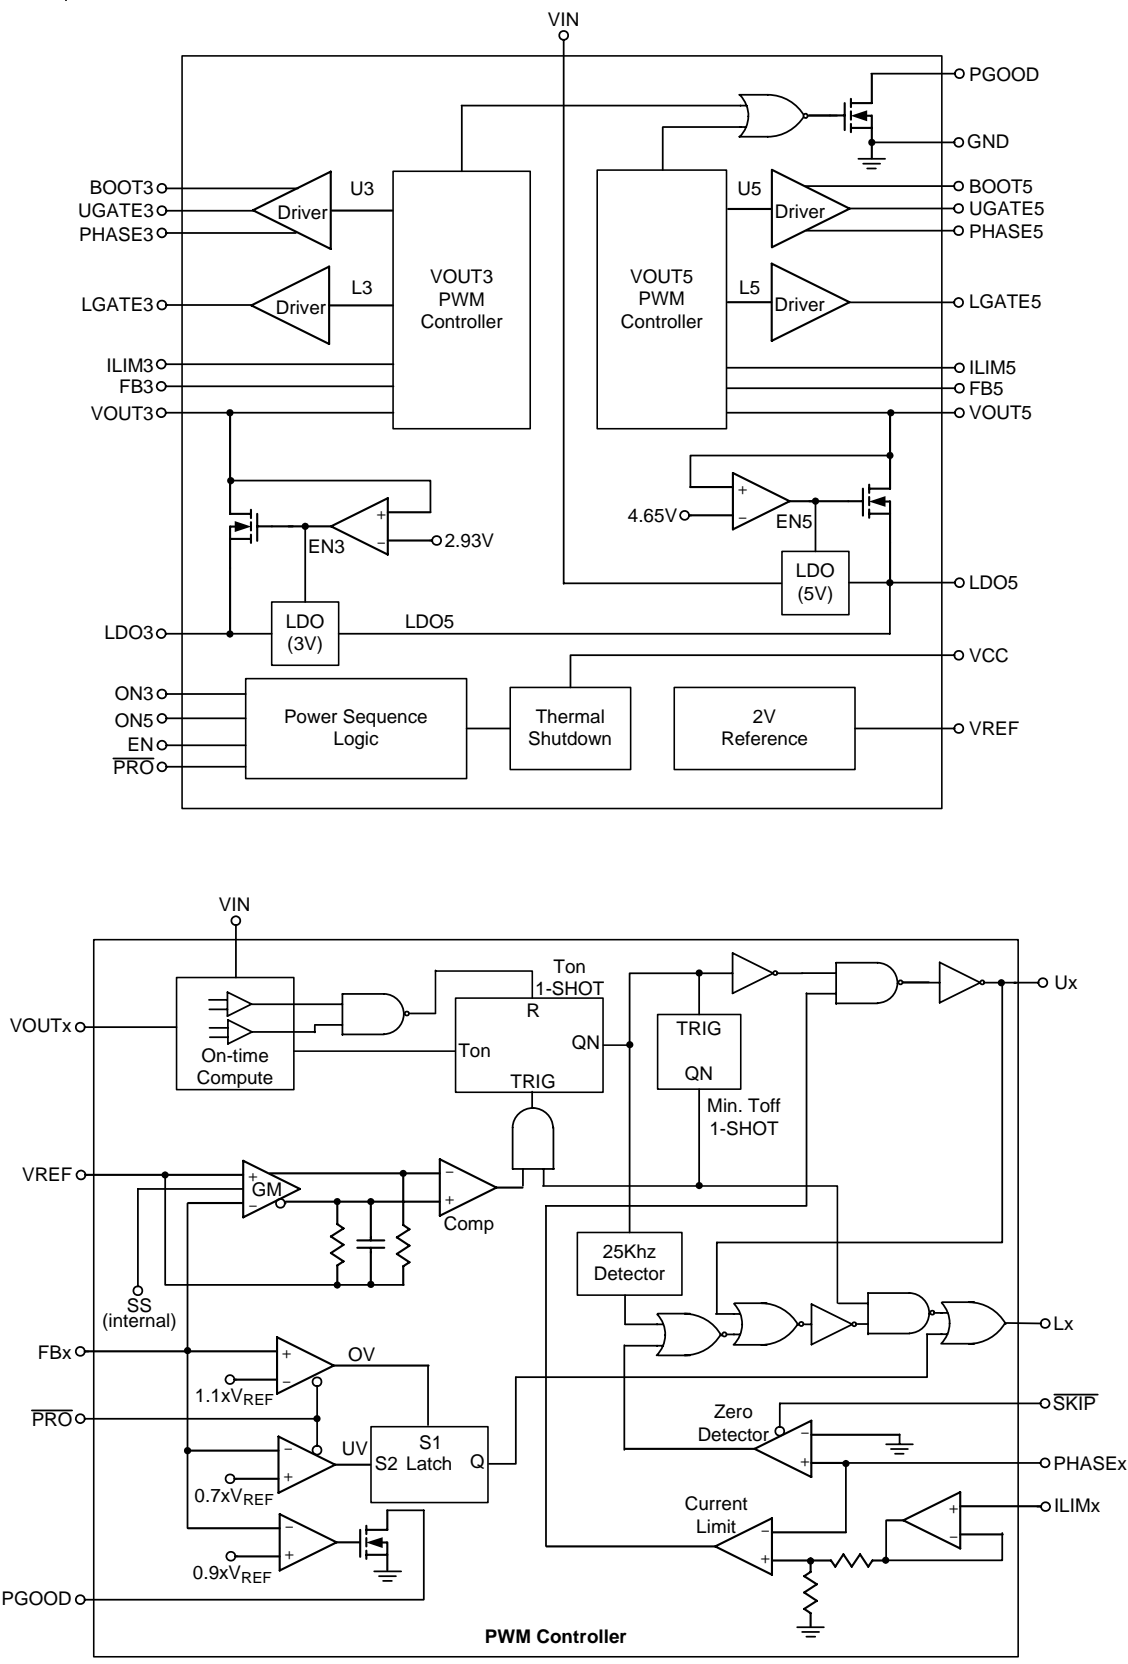 VIN
PGOOD
GND
BOOT3
UGATE3
PHASE3
Driver
U3
LGATE3
Driver
L3
VOUT3
PWM
Controller
ILIM3
FB3
VOUT3
VOUT5
PWM
Controller
U5
Driver
BOOT5
UGATE5
PHASE5
L5
Driver
LGATE5
ILIM5
FB5
VOUT5
+
−
EN3
2.93V
4.65V
+
−
EN5
LDO
(5V)
LDO5
LDO3
LDO
(3V)
LDO5
VCC
ON3
ON5
EN
P̅R̅O̅
Power Sequence
Logic
Thermal
Shutdown
2V
Reference
VREF
VIN
VOUTx
On-time
Compute
Ton
1-SHOT
R
Ton
QN
TRIG
TRIG
QN
Min. Toff
1-SHOT
Ux
VREF
+
GM
−
−
+
Comp
SS
(internal)
25Khz
Detector
Lx
FBx
+
−
OV
1.1xVREF
P̅R̅O̅
−
+
UV
0.7xVREF
S1
S2 Latch
Q
−
+
0.9xVREF
PGOOD
Zero
Detector
−
+
S̅K̅I̅P̅
PHASEx
Current
Limit
−
+
+
−
ILIMx
PWM Controller